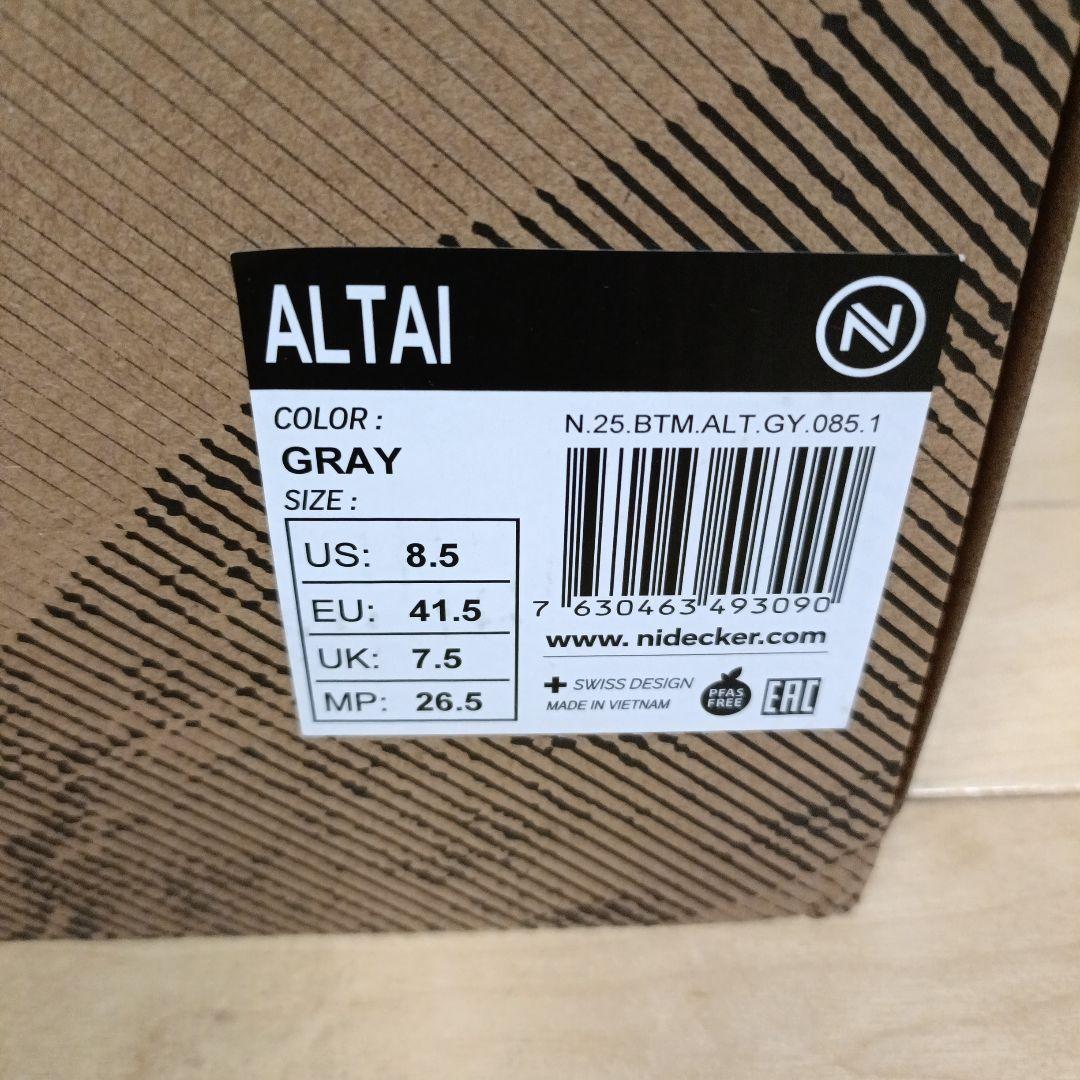 ALTAI
N
COLOR :
GRAY
SIZE :
US: 8.5
EU: 41.5
UK: 7.5
MP: 26.5
N.25.BTM.ALT.GY.085.1
7 630463 493090
www. nidecker.com
SWISS DESIGN
MADE IN VIETNAM
PFAS
FREE
EAC